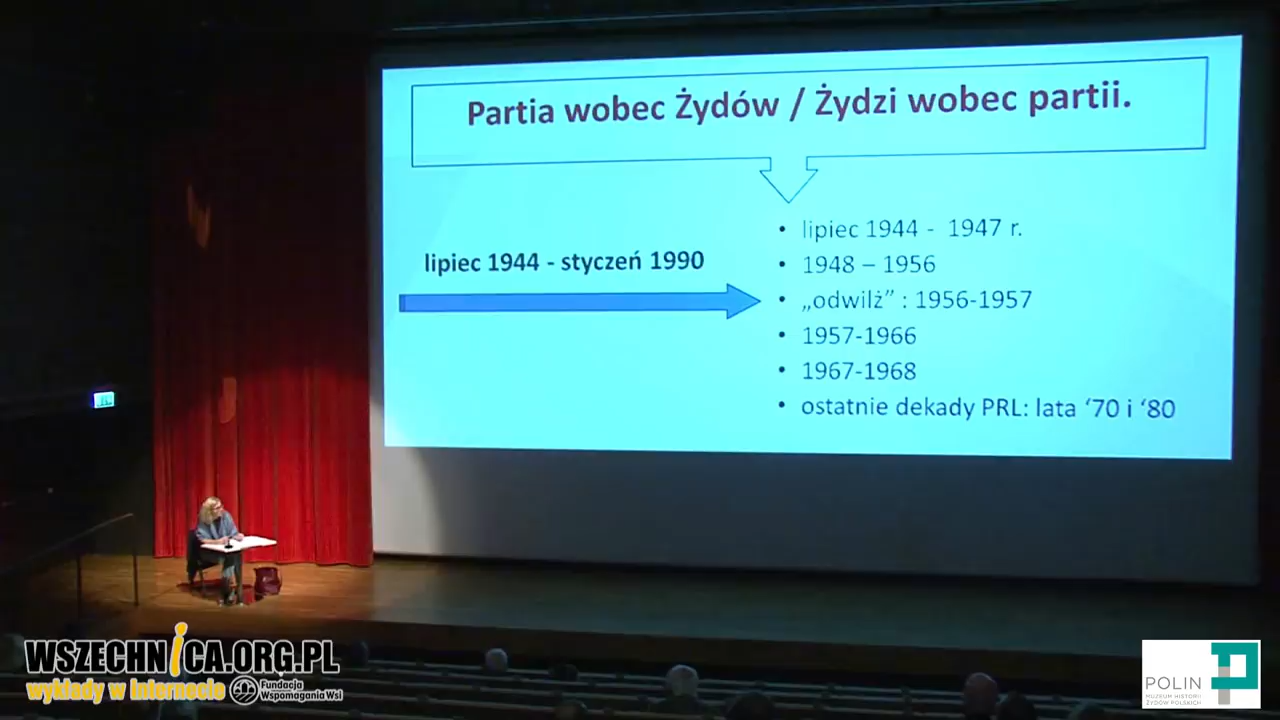 Partia wobec Żydów / Żydzi wobec partii.
lipiec 1944 - styczeń 1990
• lipiec 1944 - 1947 r.
• 1948 – 1956
• „odwilż” : 1956-1957
• 1957-1966
• 1967-1968
• ostatnie dekady PRL: lata ‘70 i ‘80
WSZECHNICA.ORG.PL
wykłady w internecie
Fundacja
Wspomagania Wsi
POLIN
MUZEUM HISTORII
ŻYDÓW POLSKICH